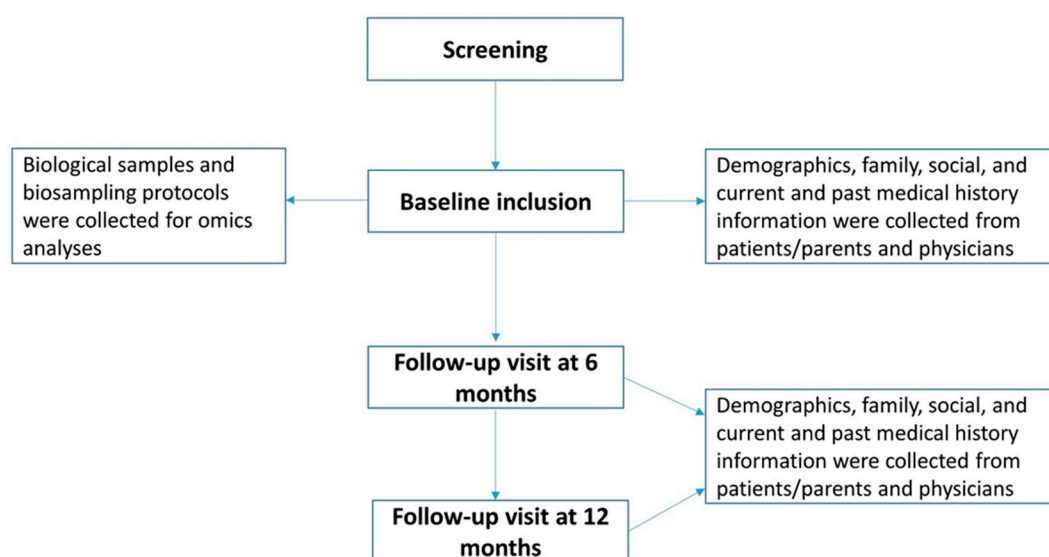 Screening
Biological samples and
biosampling protocols
were collected for omics
analyses
Baseline inclusion
Demographics, family, social, and
current and past medical history
information were collected from
patients/parents and physicians
Follow-up visit at 6
months
Demographics, family, social, and
current and past medical history
information were collected from
patients/parents and physicians
Follow-up visit at 12
months